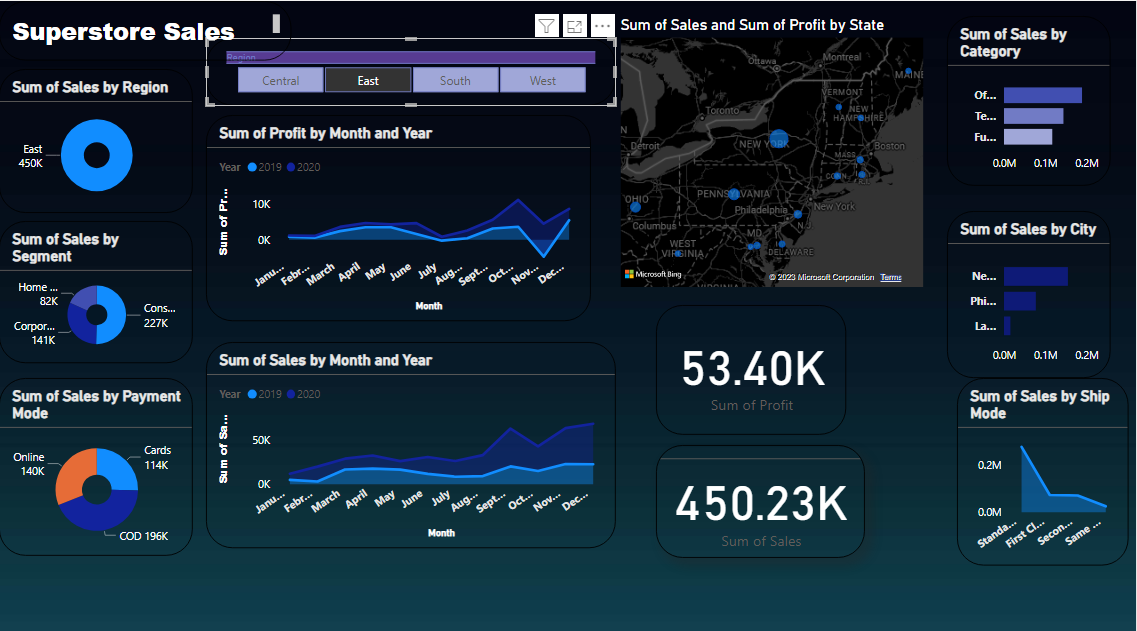 Superstore Sales
Region
Central East South West
Sum of Sales by Region
East
450K
Sum of Sales by
Segment
Home ...
82K
Cons...
227K
Corpor...
141K
Sum of Sales by Payment
Mode
Online
140K
Cards
114K
COD 196K
Sum of Profit by Month and Year
Year 2019 2020
Sum of Pr...
10K
0K
Janu... Febr... March April May June July Aug... Sept... Oct... Nov... Dec...
Month
Sum of Sales by Month and Year
Year 2019 2020
Sum of Sa...
50K
0K
Janu... Febr... March April May June July Aug... Sept... Oct... Nov... Dec...
Month
Sum of Sales and Sum of Profit by State
Ottawa
Montreal
MAINE
VERMONT
Toronto
NEW
HAMPSHIRE
N
Detroit
NEW YORK
Boston
MASS
CONN
R.I.
PENNSYLVANIA
OHIO
New York
Philadelphia
Columbus
N.J.
MD
WEST
VIRGINIA
DELAWARE
Microsoft Bing
© 2023 Microsoft Corporation Terms
VIRGINIA
53.40K
Sum of Profit
450.23K
Sum of Sales
Sum of Sales by
Category
Of...
Te...
Fu...
0.0M 0.1M 0.2M
Sum of Sales by City
Ne...
Phi...
La...
0.0M 0.1M 0.2M
Sum of Sales by Ship
Mode
0.2M
0.0M
Standa... First Cl... Secon... Same ...